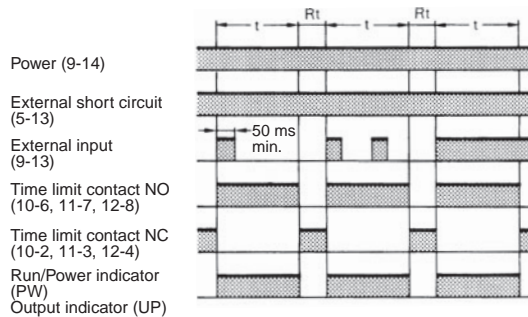 t Rt t Rt t
Power (9-14)
External short circuit
(5-13)
External input
(9-13)
50 ms
min.
Time limit contact NO
(10-6, 11-7, 12-8)
Time limit contact NC
(10-2, 11-3, 12-4)
Run/Power indicator
(PW)
Output indicator (UP)